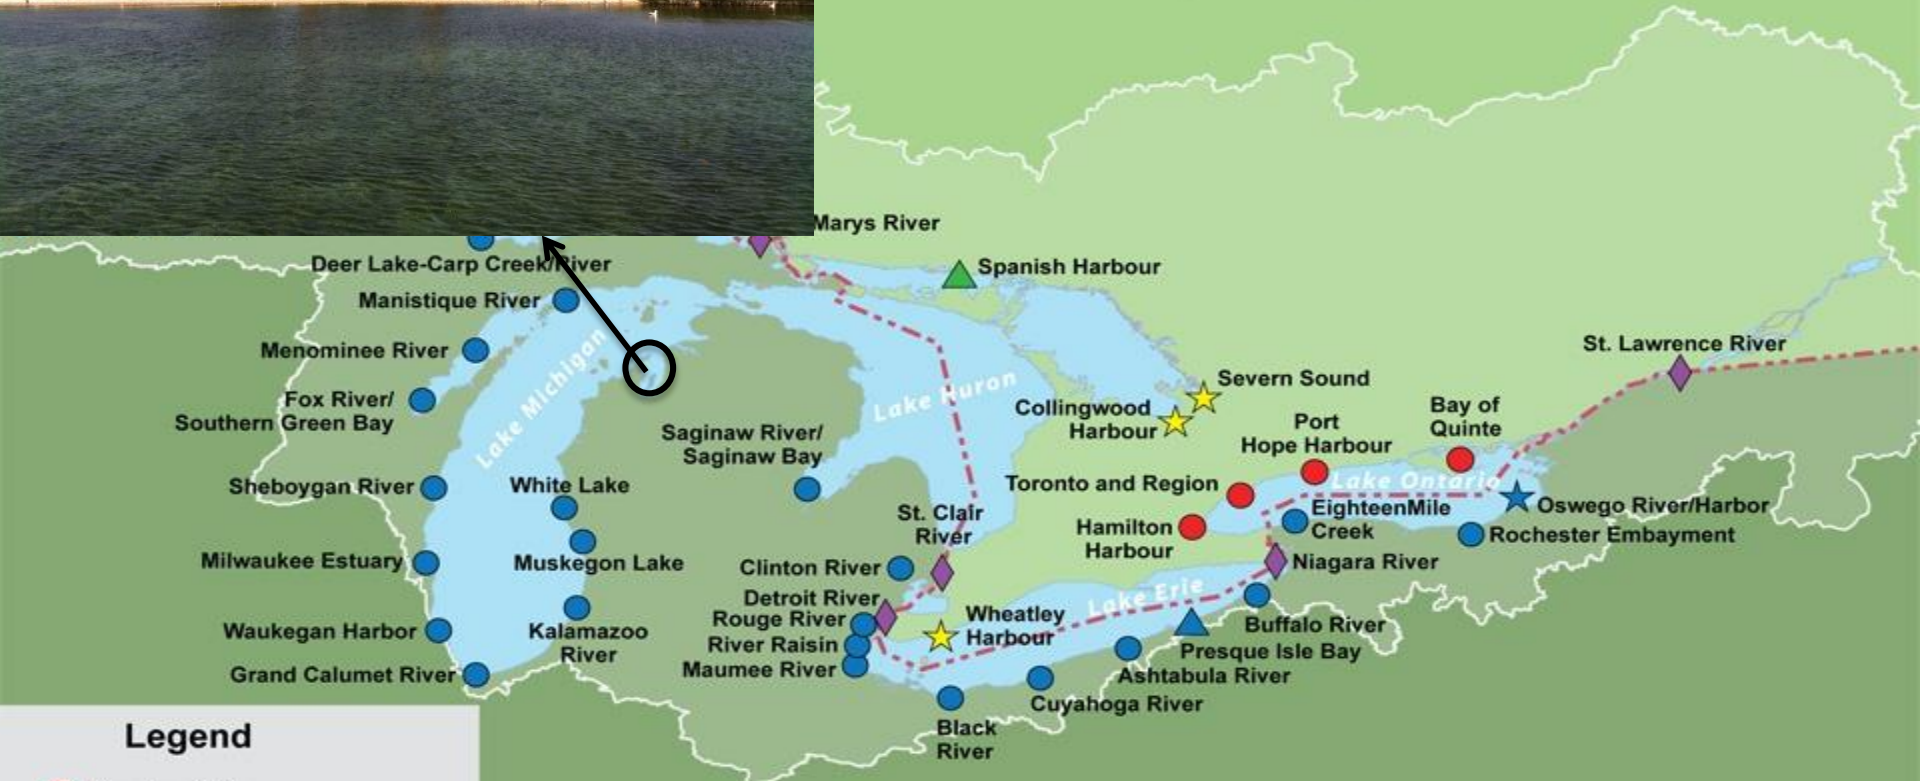 Marys River
Spanish Harbour
Deer Lake-Carp Creek/River
Manistique River
Menominee River
Fox River/
Southern Green Bay
Lake Michigan
Lake Huron
Severn Sound
Collingwood
Harbour
St. Lawrence River
Bay of
Quinte
Port
Hope Harbour
Lake Ontario
Toronto and Region
Hamilton
Harbour
Saginaw River/
Saginaw Bay
Sheboygan River
White Lake
St. Clair
River
EighteenMile
Creek
Oswego River/Harbor
Rochester Embayment
Milwaukee Estuary
Muskegon Lake
Clinton River
Niagara River
Detroit River
Rouge River
River Raisin
Maumee River
Wheatley
Harbour
Lake Erie
Waukegan Harbor
Kalamazoo
River
Buffalo River
Presque Isle Bay
Ashtabula River
Grand Calumet River
Cuyahoga River
Black
River
Legend